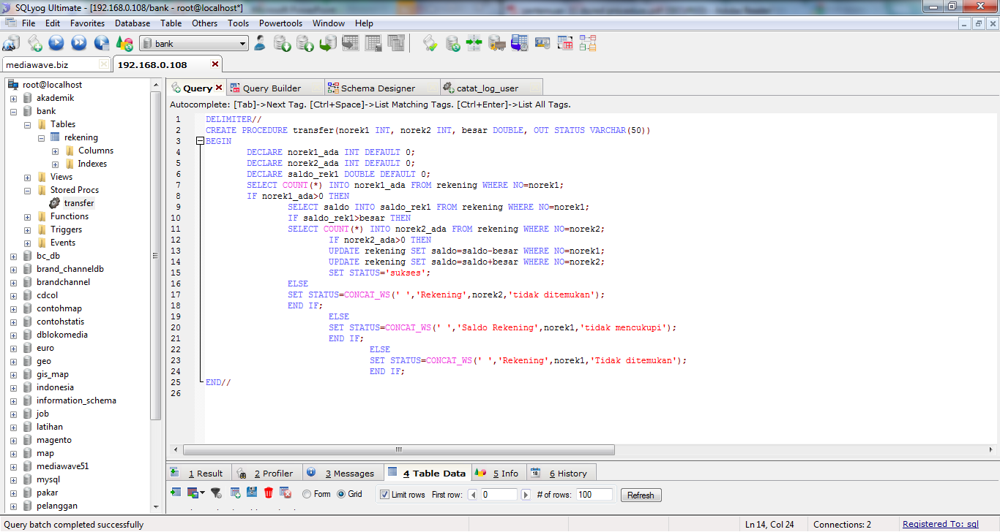 SQLyog Ultimate - [192.168.0.108/bank - root@localhost*]
File Edit Favorites Database Table Others Tools Powertools Window Help
bank
mediawave.biz 192.168.0.108
root@localhost
akademik
bank
Tables
rekening
Columns
Indexes
Views
Stored Procs
transfer
Functions
Triggers
Events
bc_db
brand_channeldb
brandchannel
cdcol
contohmap
contohstatis
dblokomedia
euro
geo
gis_map
indonesia
information_schema
job
latihan
magento
map
mediawave51
mysql
pakar
pelanggan
Query Query Builder Schema Designer catat_log_user
Autocomplete: [Tab]->Next Tag. [Ctrl+Space]->List Matching Tags. [Ctrl+Enter]->List All Tags.
1 DELIMITER//
2 CREATE PROCEDURE transfer(norek1 INT, norek2 INT, besar DOUBLE, OUT STATUS VARCHAR(50))
3 BEGIN
4 DECLARE norek1_ada INT DEFAULT 0;
5 DECLARE norek2_ada INT DEFAULT 0;
6 DECLARE saldo_rek1 DOUBLE DEFAULT 0;
7 SELECT COUNT(*) INTO norek1_ada FROM rekening WHERE NO=norek1;
8 IF norek1_ada>0 THEN
9 SELECT saldo INTO saldo_rek1 FROM rekening WHERE NO=norek1;
10 IF saldo_rek1>besar THEN
11 SELECT COUNT(*) INTO norek2_ada FROM rekening WHERE NO=norek2;
12 IF norek2_ada>0 THEN
13 UPDATE rekening SET saldo=saldo-besar WHERE NO=norek1;
14 UPDATE rekening SET saldo=saldo+besar WHERE NO=norek2;
15 SET STATUS='sukses';
16 ELSE
17 SET STATUS=CONCAT_WS(' ','Rekening',norek2,'tidak ditemukan');
18 END IF;
19 ELSE
20 SET STATUS=CONCAT_WS(' ','Saldo Rekening',norek1,'tidak mencukupi');
21 END IF;
22 ELSE
23 SET STATUS=CONCAT_WS(' ','Rekening',norek1,'Tidak ditemukan');
24 END IF;
25 END//
26
1 Result 2 Profiler 3 Messages 4 Table Data 5 Info 6 History
Form Grid Limit rows First row: 0 # of rows: 100 Refresh
Query batch completed successfully Ln 14, Col 24 Connections: 2 Registered To: sql